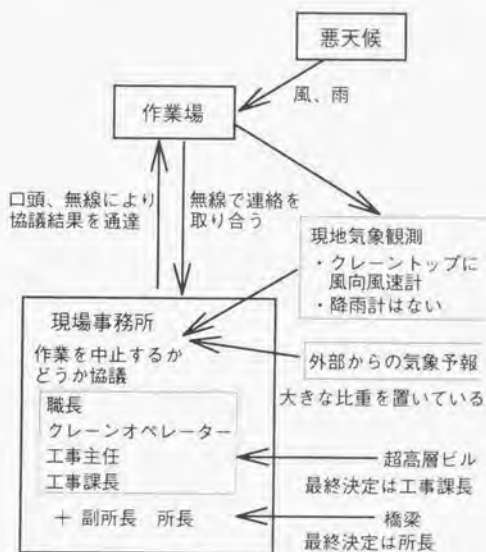 悪天候
風、雨
作業場
口頭、無線により
協議結果を通達
無線で連絡を
取り合う
現地気象観測
・クレーントップに
風向風速計
・降雨計はない
現場事務所
作業を中止するか
どうか協議
外部からの気象予報
大きな比重を置いている
職長
クレーンオペレーター
工事主任
工事課長
超高層ビル
最終決定は工事課長
+ 副所長 所長
橋梁
最終決定は所長